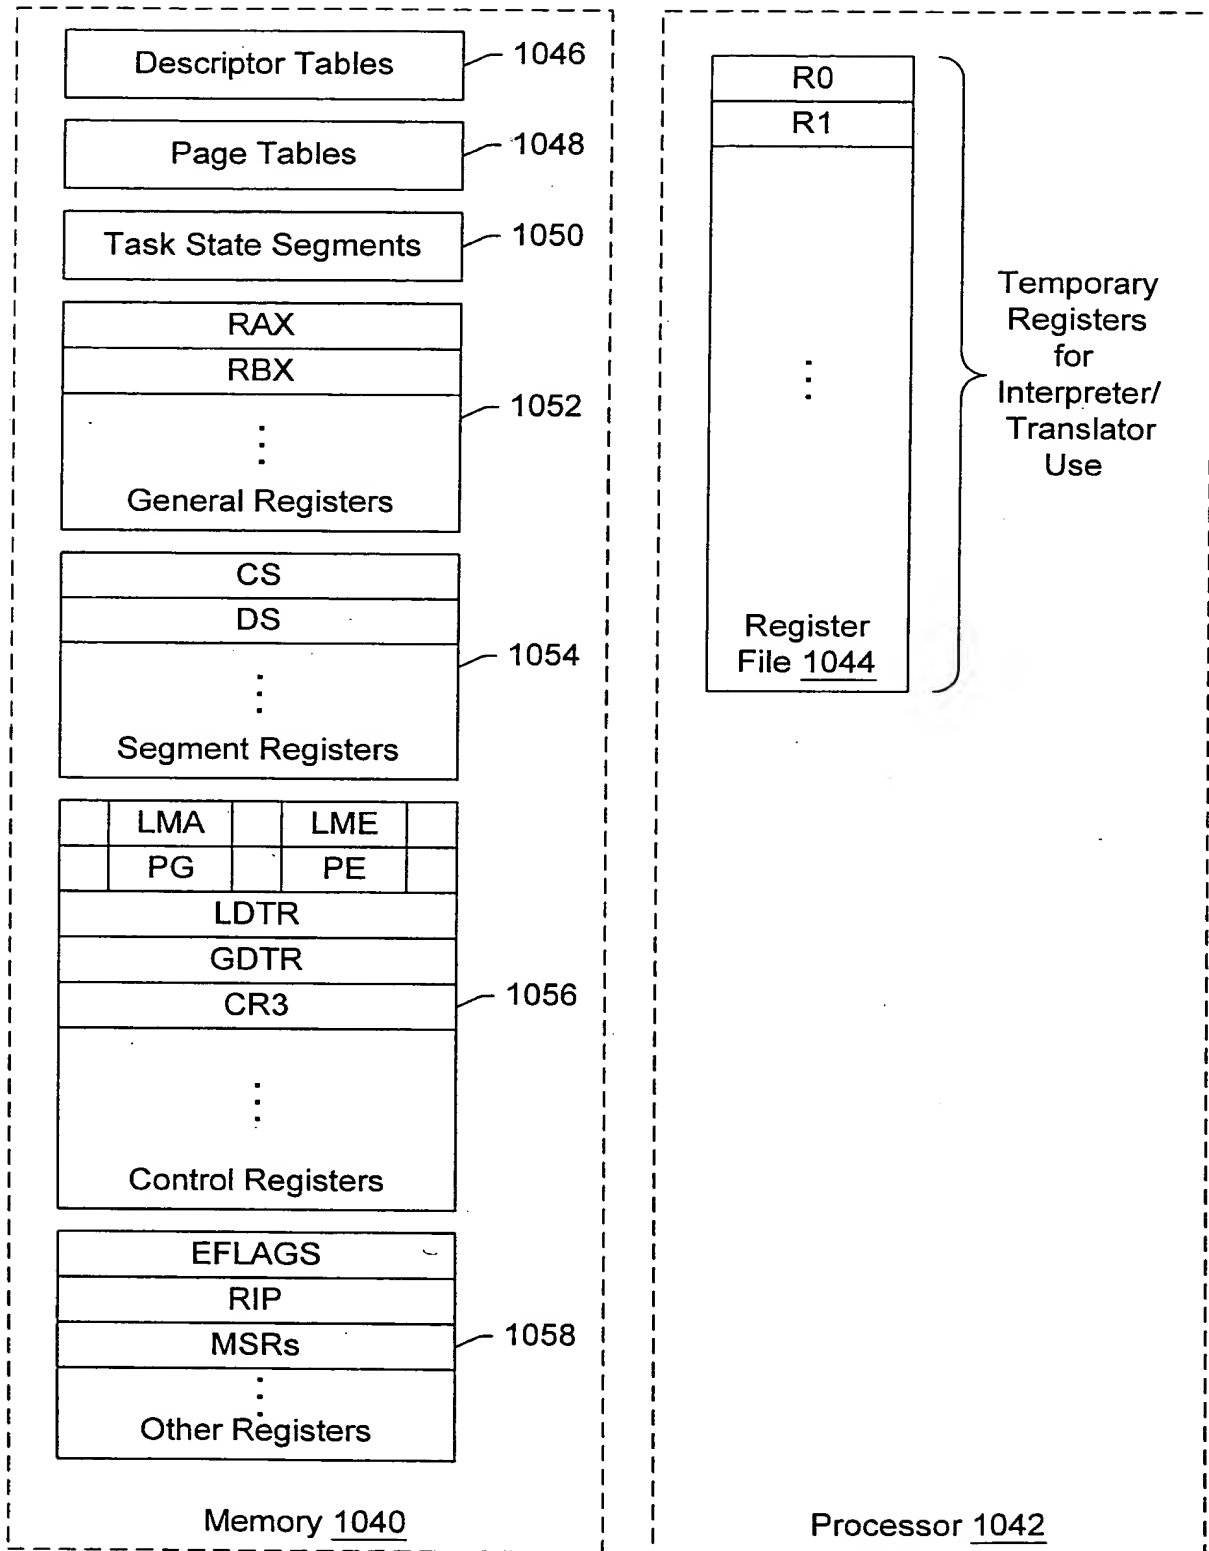 Descriptor Tables
1046
Page Tables
1048
Task State Segments
1050
RAX
RBX
1052
General Registers
CS
DS
1054
Segment Registers
LMA LME
PG PE
LDTR
GDTR
CR3
1056
Control Registers
EFLAGS
RIP
MSRs
1058
Other Registers
Memory 1040
R0
R1
Temporary
Registers
for
Interpreter/
Translator
Use
Register
File 1044
Processor 1042